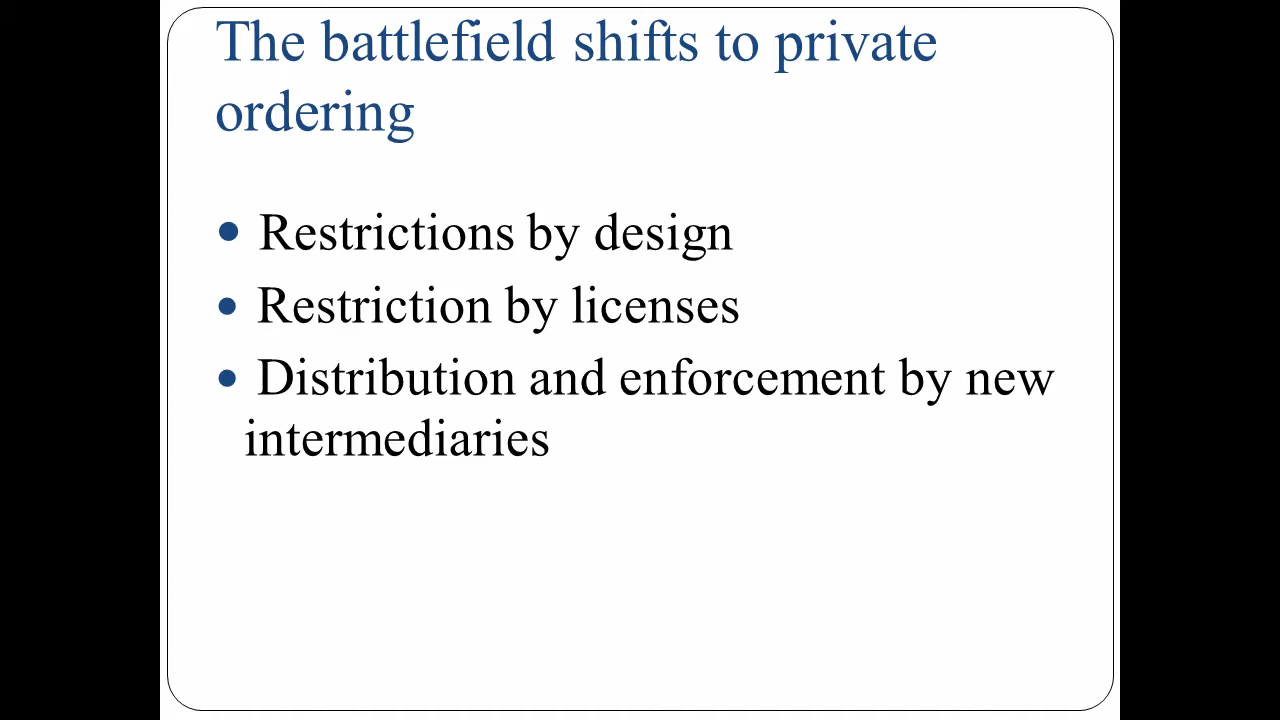 The battlefield shifts to private
ordering
• Restrictions by design
• Restriction by licenses
• Distribution and enforcement by new
intermediaries